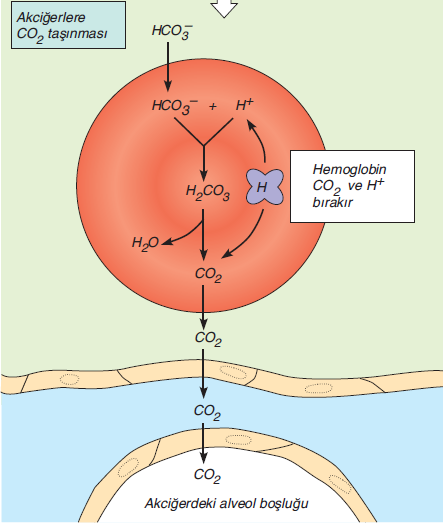 Akciğerlere
CO₂ taşınması
HCO₃⁻
HCO₃⁻ + H⁺
Hemoglobin
CO₂ ve H⁺
bırakır
H₂CO₃
H
H₂O
CO₂
CO₂
CO₂
CO₂
Akciğerdeki alveol boşluğu